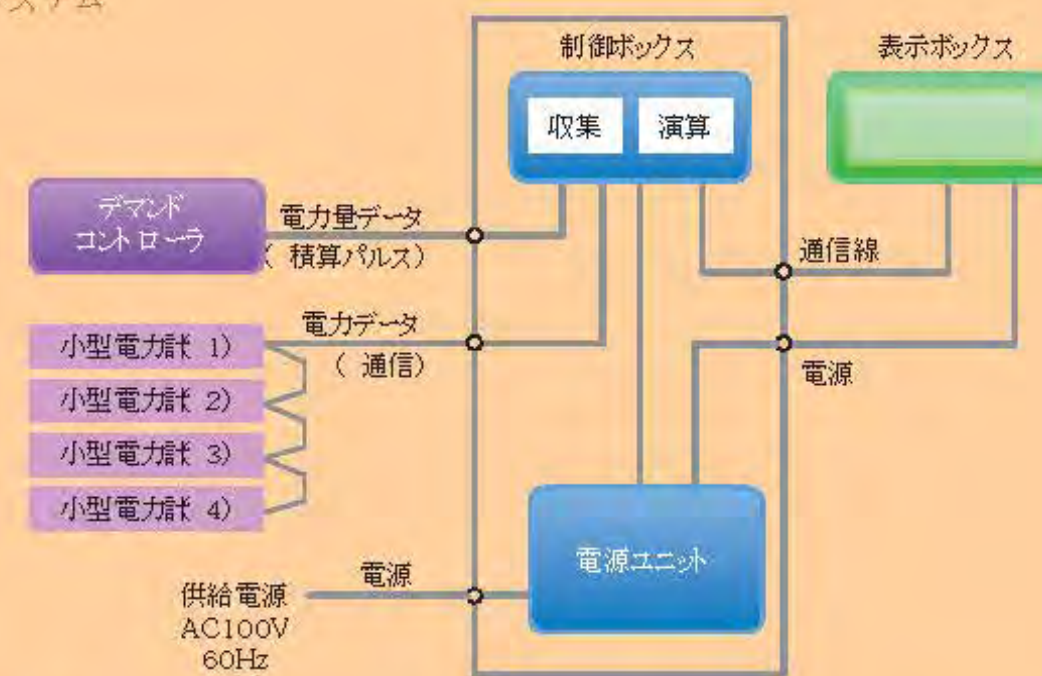 ステム
制御ボックス
表示ボックス
収集
演算
デマンド
コントローラ
電力量データ
( 積算パルス)
通信線
電力データ
( 通信)
電源
小型電力計( 1)
小型電力計( 2)
小型電力計( 3)
小型電力計( 4)
電源ユニット
電源
供給電源
AC100V
60Hz